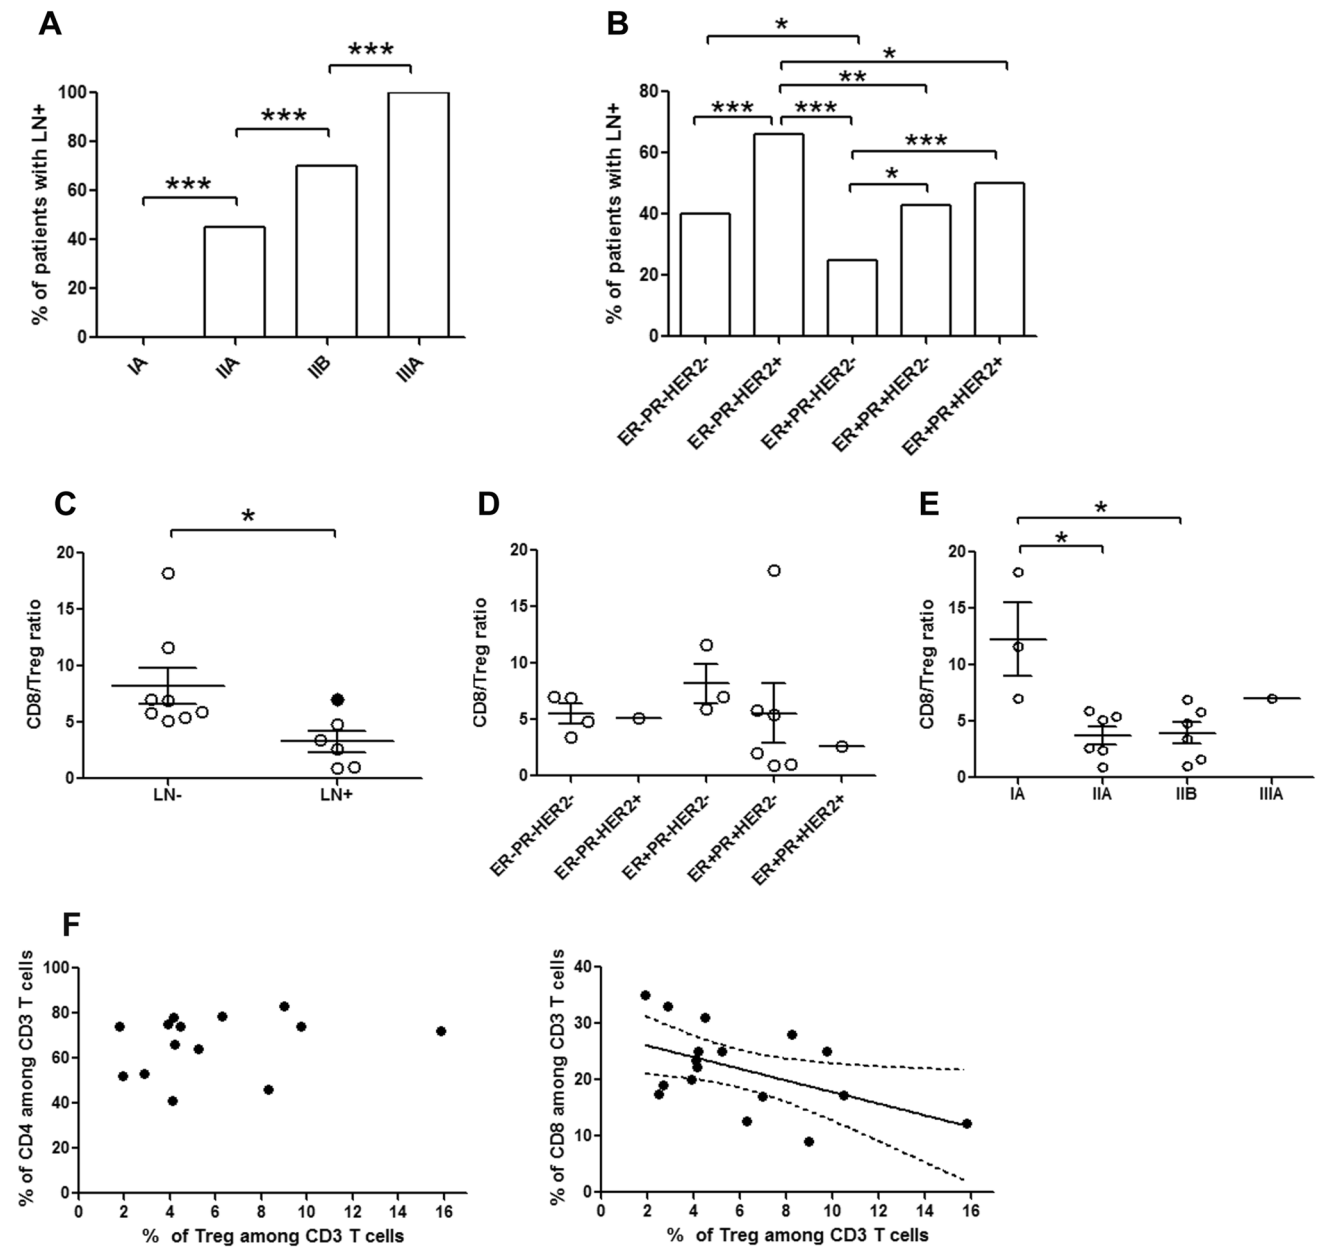 A
% of patients with LN+
100
80
60
40
20
0
***
***
***
IA
IIA
IIB
IIIA
B
% of patients with LN+
80
60
40
20
0
*
*
**
***
***
***
*
ER-PR-HER2-
ER-PR-HER2+
ER+PR-HER2-
ER+PR+HER2-
ER+PR+HER2+
C
CD8/Treg ratio
20
15
10
5
0
*
LN-
LN+
D
CD8/Treg ratio
20
15
10
5
0
ER-PR-HER2-
ER-PR-HER2+
ER+PR-HER2-
ER+PR+HER2-
ER+PR+HER2+
E
CD8/Treg ratio
20
15
10
5
0
*
*
IA
IIA
IIB
IIIA
F
% of CD4 among CD3 T cells
100
80
60
40
20
0
0 2 4 6 8 10 12 14 16
% of Treg among CD3 T cells
% of CD8 among CD3 T cells
40
30
20
10
0
0 2 4 6 8 10 12 14 16
% of Treg among CD3 T cells